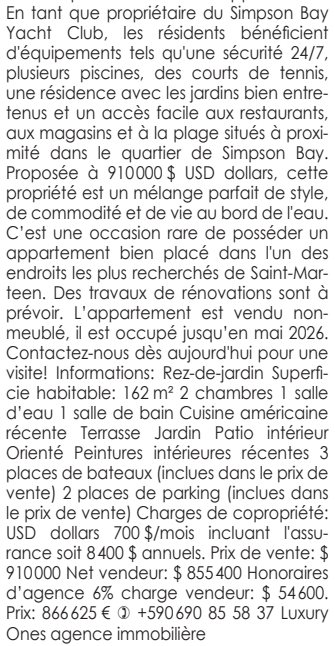 En tant que propriétaire du Simpson Bay
Yacht Club, les résidents bénéficient
d'équipements tels qu'une sécurité 24/7,
plusieurs piscines, des courts de tennis,
une résidence avec les jardins bien entre-
tenus et un accès facile aux restaurants,
aux magasins et à la plage situés à proxi-
mité dans le quartier de Simpson Bay.
Proposée à 910000 $ USD dollars, cette
propriété est un mélange parfait de style,
de commodité et de vie au bord de l'eau.
C’est une occasion rare de posséder un
appartement bien placé dans l'un des
endroits les plus recherchés de Saint-Mar-
teen. Des travaux de rénovations sont à
prévoir. L’appartement est vendu non-
meublé, il est occupé jusqu’en mai 2026.
Contactez-nous dès aujourd'hui pour une
visite! Informations: Rez-de-jardin Superfi-
cie habitable: 162 m² 2 chambres 1 salle
d’eau 1 salle de bain Cuisine américaine
récente Terrasse Jardin Patio intérieur
Orienté Peintures intérieures récentes 3
places de bateaux (inclues dans le prix de
vente) 2 places de parking (inclues dans
le prix de vente) Charges de copropriété:
USD dollars 700 $/mois incluant l'assu-
rance soit 8400 $ annuels. Prix de vente: $
910000 Net vendeur: $ 855400 Honoraires
d’agence 6% charge vendeur: $ 54600.
Prix: 866625 € ✆ +590690 85 58 37 Luxury
Ones agence immobilière